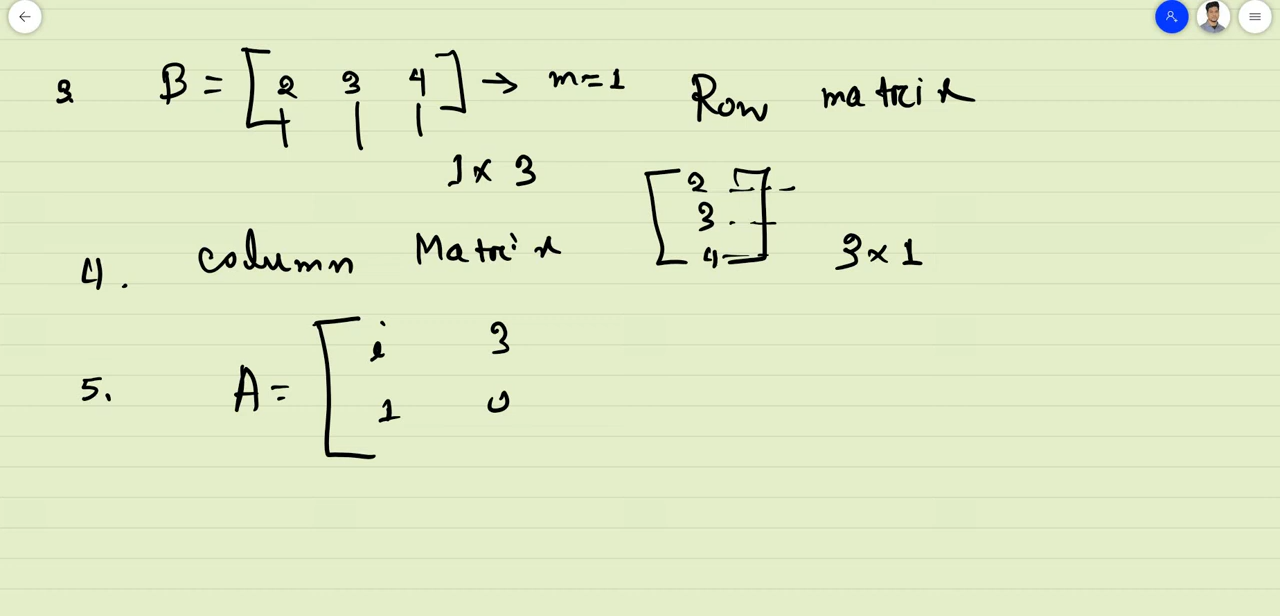 3 B = [ 2 3 4 ] → m=1 Row matrix
1 x 3
4. column Matrix [ 2
3
4 ] 3 x 1
5. A = [ i 3
1 0